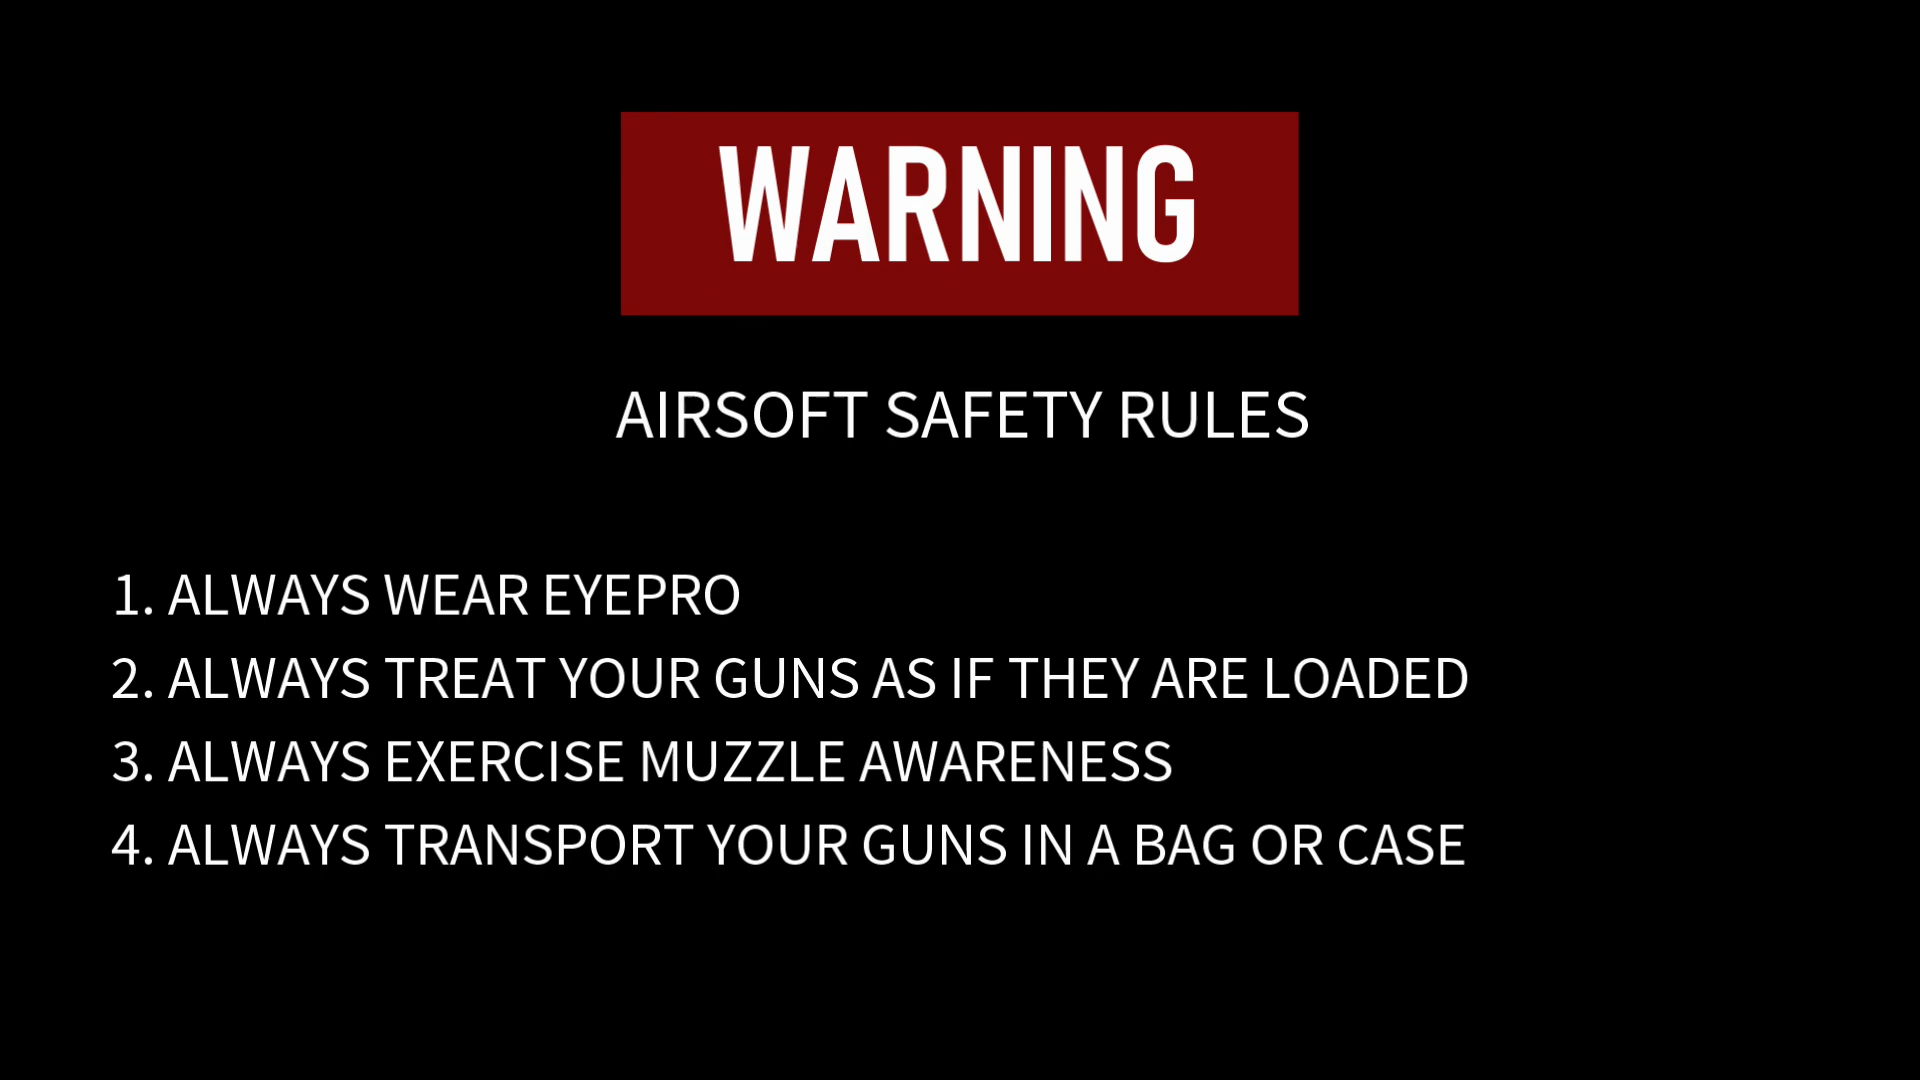 WARNING
AIRSOFT SAFETY RULES
1. ALWAYS WEAR EYEPRO
2. ALWAYS TREAT YOUR GUNS AS IF THEY ARE LOADED
3. ALWAYS EXERCISE MUZZLE AWARENESS
4. ALWAYS TRANSPORT YOUR GUNS IN A BAG OR CASE